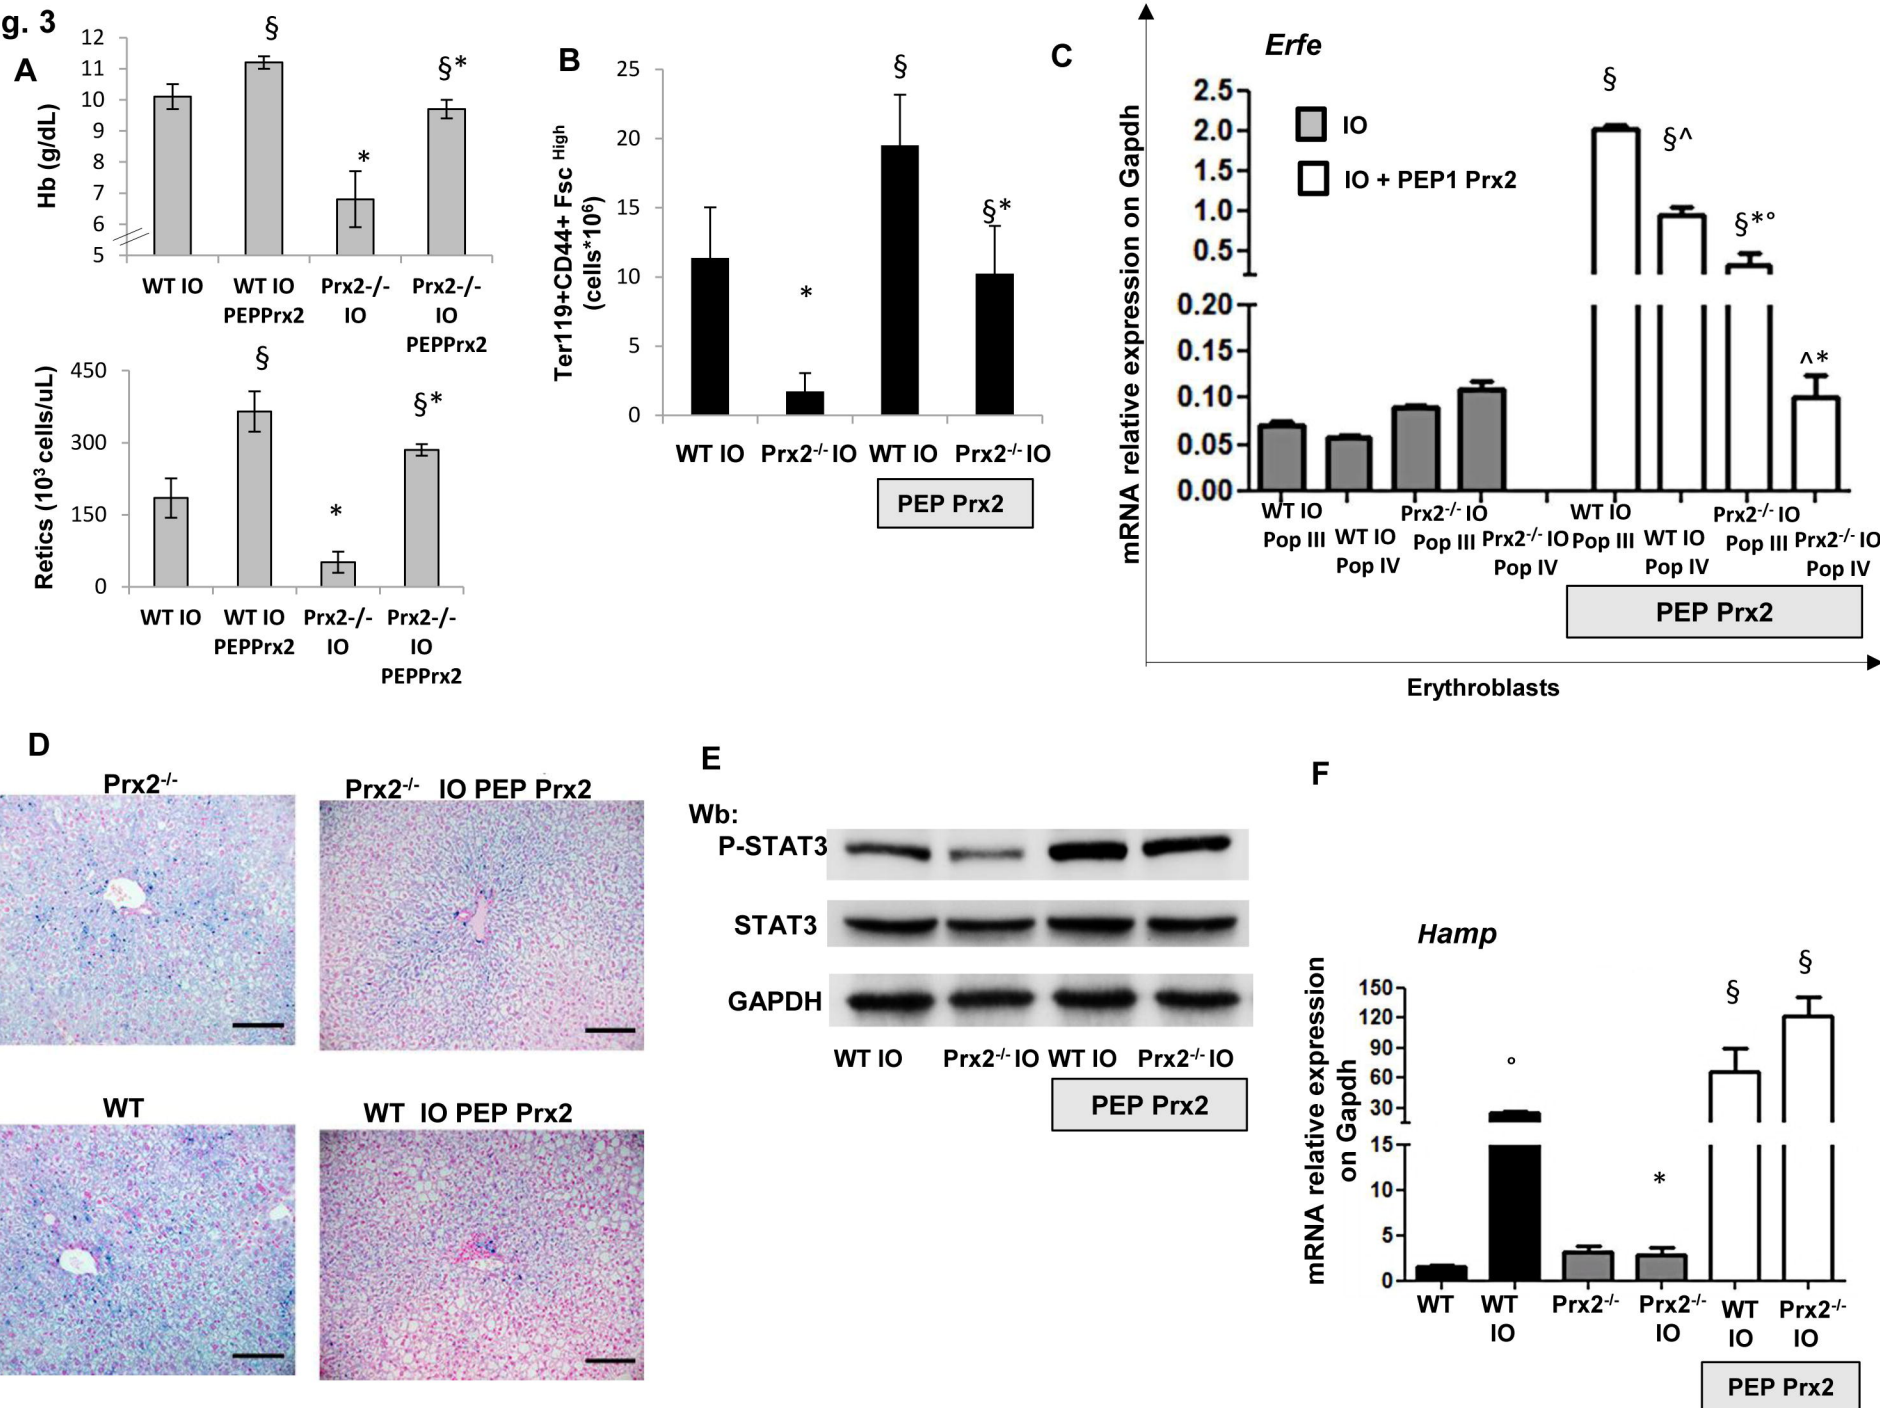 g. 3
A
Hb (g/dL)
12
11
10
9
8
7
6
5
§
*
§*
WT IO
WT IO
PEPPrx2
Prx2-/-
IO
Prx2-/-
IO
PEPPrx2
Retics (10³ cells/uL)
450
300
150
0
§
*
§*
WT IO
WT IO
PEPPrx2
Prx2-/-
IO
Prx2-/-
IO
PEPPrx2
B
Ter119+CD44+ Fsc High
(cells*10⁶)
25
20
15
10
5
0
*
§
§*
WT IO
Prx2-/- IO
WT IO
Prx2-/- IO
PEP Prx2
C
Erfe
mRNA relative expression on Gapdh
2.5
2.0
1.5
1.0
0.5
0.20
0.15
0.10
0.05
0.00
IO
IO + PEP1 Prx2
§
§^
§*°
^*
WT IO
Pop III
WT IO
Pop IV
Prx2-/- IO
Pop III
Prx2-/- IO
Pop IV
WT IO
Pop III
WT IO
Pop IV
Prx2-/- IO
Pop III
Prx2-/- IO
Pop IV
PEP Prx2
Erythroblasts
D
Prx2-/-
Prx2-/- IO PEP Prx2
WT
WT IO PEP Prx2
E
Wb:
P-STAT3
STAT3
GAPDH
WT IO
Prx2-/- IO
WT IO
Prx2-/- IO
PEP Prx2
F
Hamp
mRNA relative expression
on Gapdh
150
120
90
60
30
15
10
5
0
°
*
§
§
WT
WT
IO
Prx2-/-
Prx2-/-
IO
WT
IO
Prx2-/-
IO
PEP Prx2